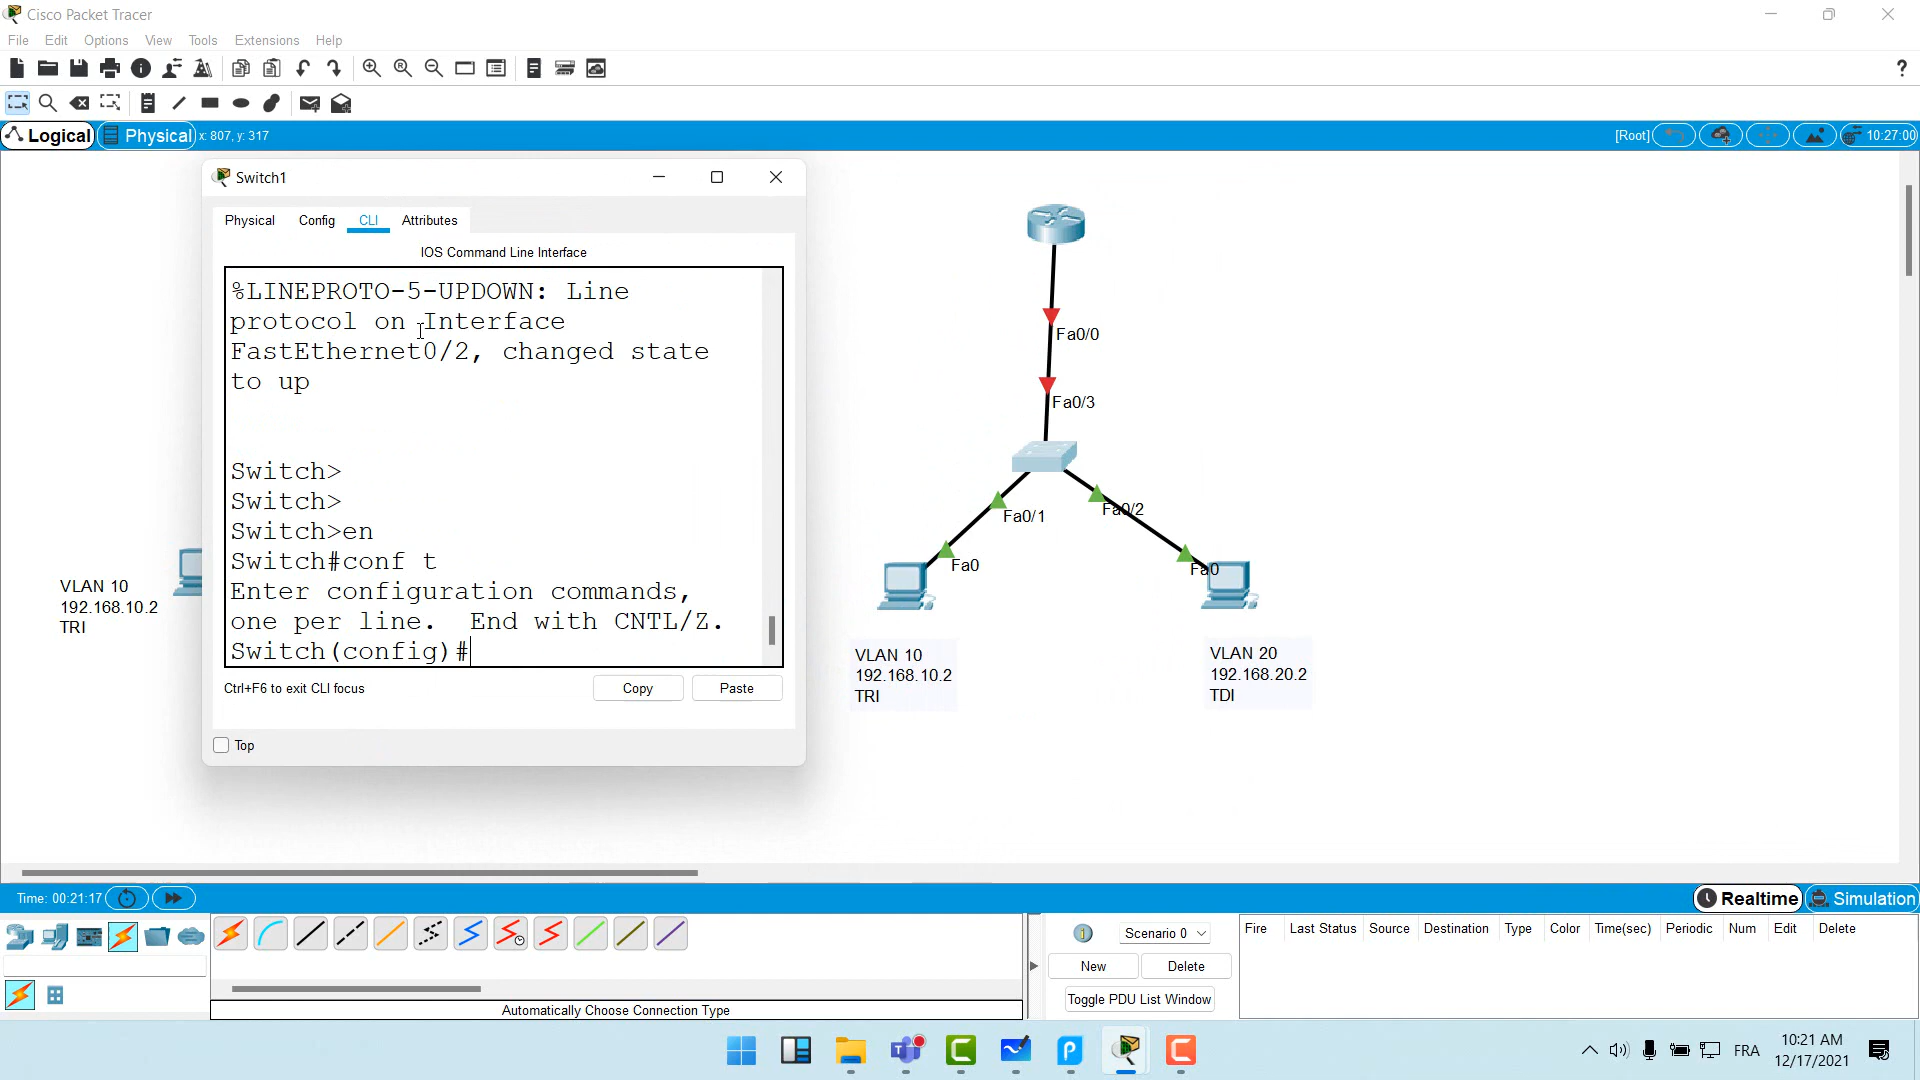 Cisco Packet Tracer
File Edit Options View Tools Extensions Help
?
Logical Physical x: 807, y: 317
[Root] 10:27:00
Switch1
Physical Config CLI Attributes
IOS Command Line Interface
%LINEPROTO-5-UPDOWN: Line
protocol on Interface
FastEthernet0/2, changed state
to up
Switch>
Switch>
Switch>en
Switch#conf t
Enter configuration commands,
one per line.  End with CNTL/Z.
Switch(config)#
Ctrl+F6 to exit CLI focus
Copy Paste
Top
VLAN 10
192.168.10.2
TRI
Fa0/0
Fa0/3
Fa0/1
Fa0/2
Fa0
Fa0
VLAN 10
192.168.10.2
TRI
VLAN 20
192.168.20.2
TDI
Time: 00:21:17
Realtime Simulation
Automatically Choose Connection Type
Scenario 0
New Delete
Toggle PDU List Window
Fire Last Status Source Destination Type Color Time(sec) Periodic Num Edit Delete
FRA
10:21 AM
12/17/2021